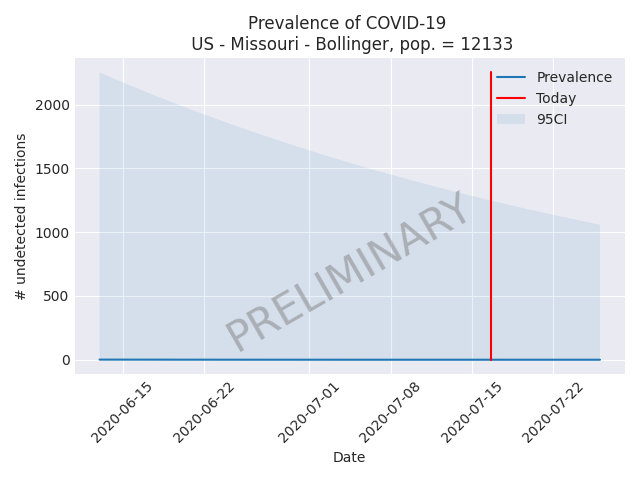 Prevalence of COVID-19
US - Missouri - Bollinger, pop. = 12133
Prevalence
Today
95CI
# undetected infections
2000
1500
1000
500
0
PRELIMINARY
2020-06-15
2020-06-22
2020-07-01
2020-07-08
2020-07-15
2020-07-22
Date